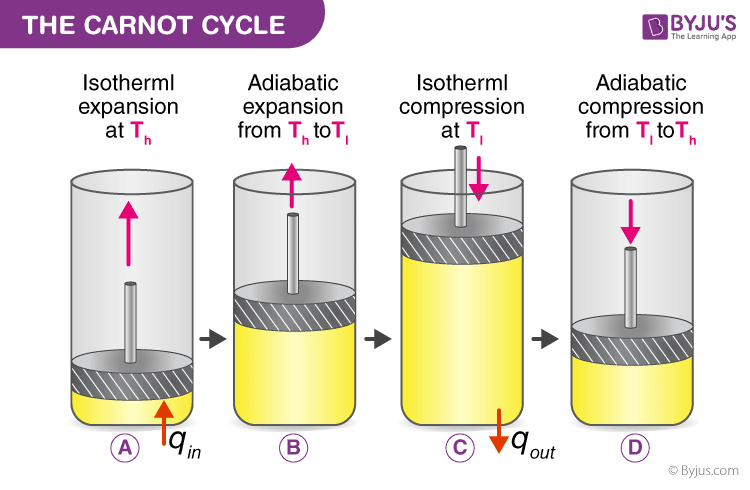 THE CARNOT CYCLE
BYJU'S
The Learning App
Isotherml
expansion
at Th
Adiabatic
expansion
from Th toTl
Isotherml
compression
at Tl
Adiabatic
compression
from Tl toTh
A
qin
B
C
qout
D
© Byjus.com